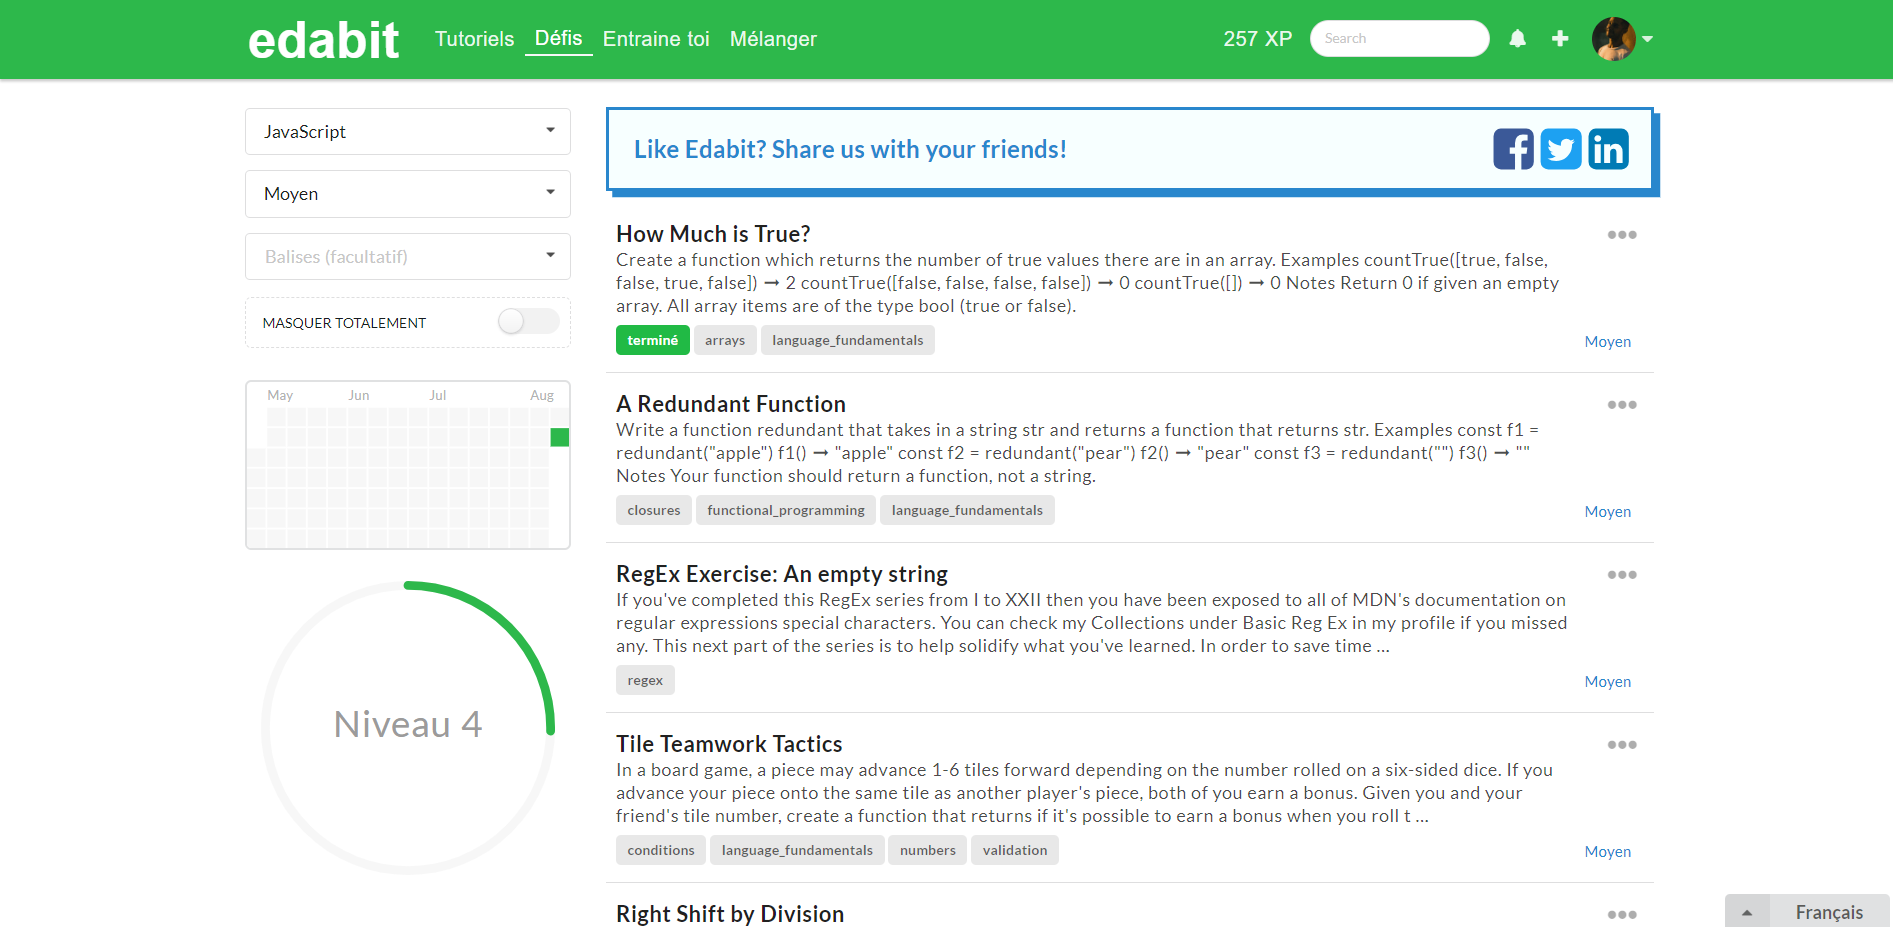 edabit
Tutoriels Défis Entraine toi Mélanger
257 XP Search
JavaScript
Moyen
Balises (facultatif)
MASQUER TOTALEMENT
May Jun Jul Aug
Niveau 4
Like Edabit? Share us with your friends!
How Much is True?
Create a function which returns the number of true values there are in an array. Examples countTrue([true, false,
false, true, false]) ➞ 2 countTrue([false, false, false, false]) ➞ 0 countTrue([]) ➞ 0 Notes Return 0 if given an empty
array. All array items are of the type bool (true or false).
terminé arrays language_fundamentals
Moyen
A Redundant Function
Write a function redundant that takes in a string str and returns a function that returns str. Examples const f1 =
redundant("apple") f1() ➞ "apple" const f2 = redundant("pear") f2() ➞ "pear" const f3 = redundant("") f3() ➞ ""
Notes Your function should return a function, not a string.
closures functional_programming language_fundamentals
Moyen
RegEx Exercise: An empty string
If you've completed this RegEx series from I to XXII then you have been exposed to all of MDN's documentation on
regular expressions special characters. You can check my Collections under Basic Reg Ex in my profile if you missed
any. This next part of the series is to help solidify what you've learned. In order to save time ...
regex
Moyen
Tile Teamwork Tactics
In a board game, a piece may advance 1-6 tiles forward depending on the number rolled on a six-sided dice. If you
advance your piece onto the same tile as another player's piece, both of you earn a bonus. Given you and your
friend's tile number, create a function that returns if it's possible to earn a bonus when you roll t ...
conditions language_fundamentals numbers validation
Moyen
Right Shift by Division
Français